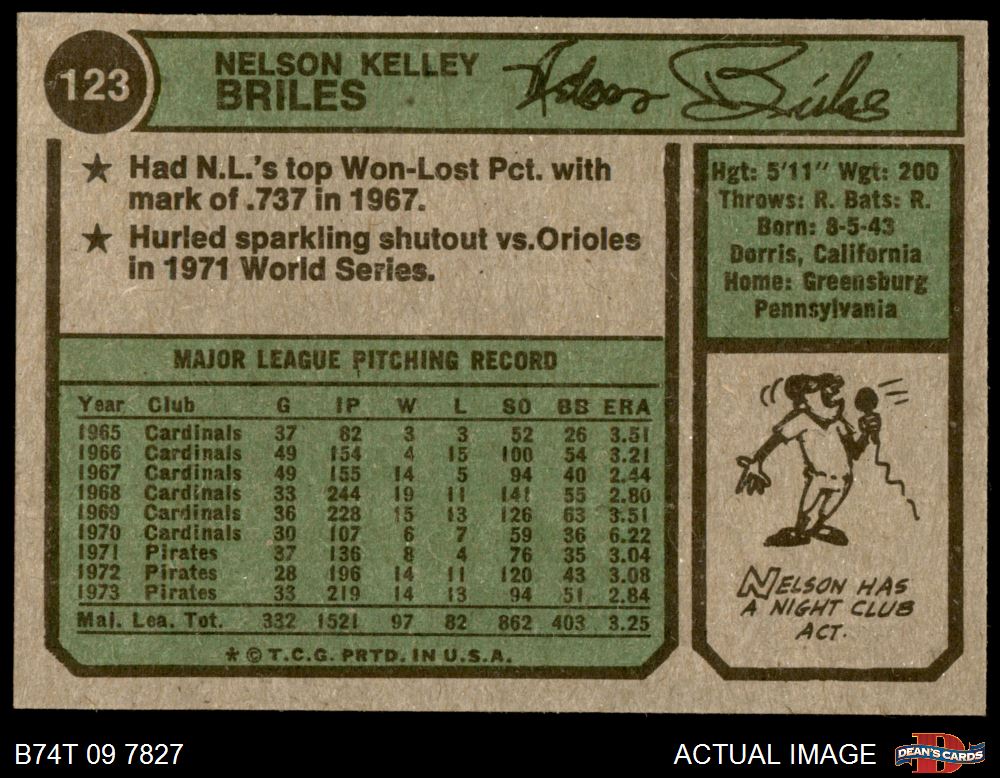 123
NELSON KELLEY
BRILES
Nelson Briles
★ Had N.L.'s top Won-Lost Pct. with
mark of .737 in 1967.
★ Hurled sparkling shutout vs.Orioles
in 1971 World Series.
Hgt: 5'11" Wgt: 200
Throws: R. Bats: R.
Born: 8-5-43
Dorris, California
Home: Greensburg
Pennsylvania
MAJOR LEAGUE PITCHING RECORD
Year Club G IP W L SO BB ERA
1965 Cardinals 37 82 3 3 52 26 3.51
1966 Cardinals 49 154 4 15 100 54 3.21
1967 Cardinals 49 155 14 5 94 40 2.44
1968 Cardinals 33 244 19 11 141 55 2.80
1969 Cardinals 36 228 15 13 126 63 3.51
1970 Cardinals 30 107 6 7 59 36 6.22
1971 Pirates 37 136 8 4 76 35 3.04
1972 Pirates 28 196 14 11 120 43 3.08
1973 Pirates 33 219 14 13 94 51 2.84
Maj. Lea. Tot. 332 1521 97 82 862 403 3.25
* © T.C.G. PRTD. IN U.S.A.
NELSON HAS
A NIGHT CLUB
ACT.
B74T 09 7827
ACTUAL IMAGE
DEAN'S CARDS